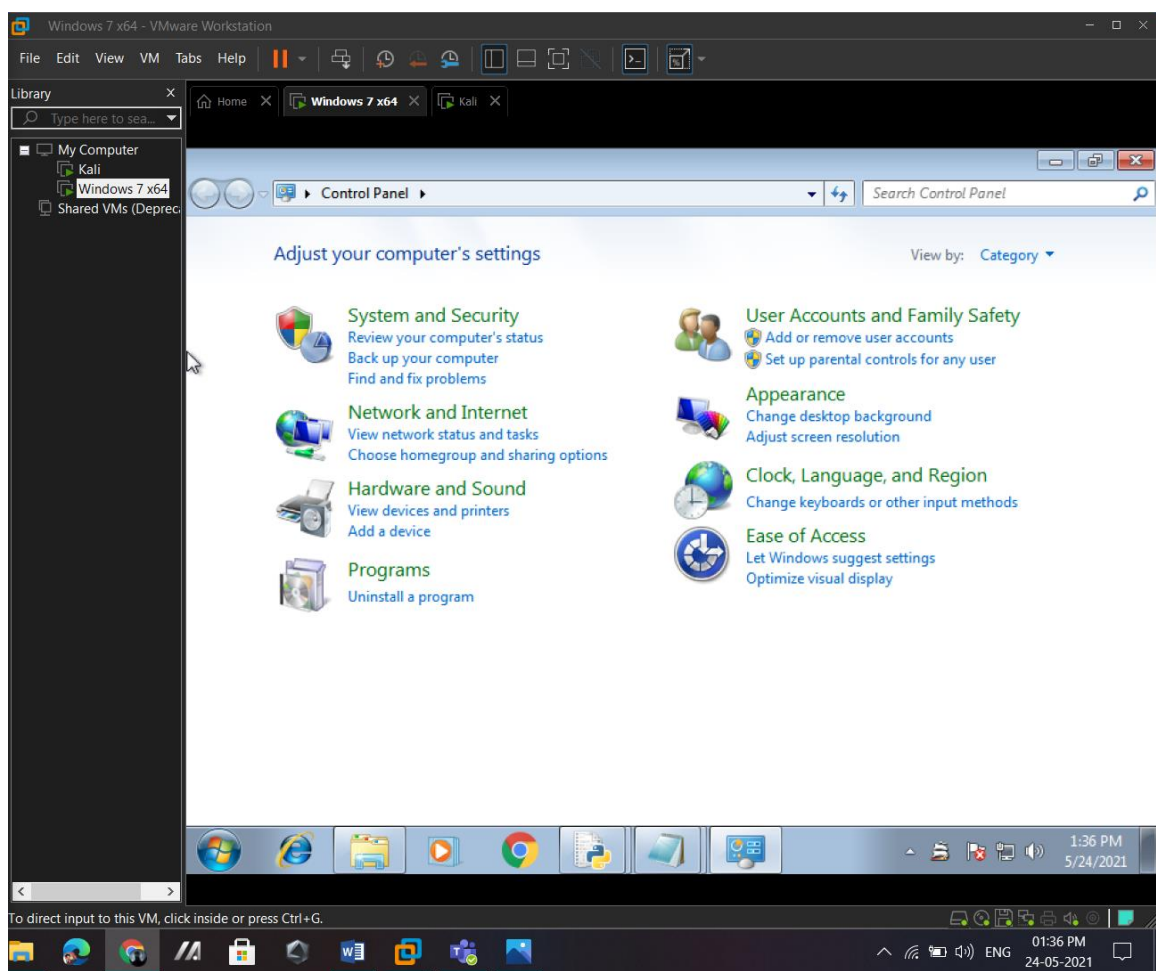 Windows 7 x64 - VMware Workstation
File Edit View VM Tabs Help
Library
Home
Windows 7 x64
Kali
Type here to sea...
My Computer
Kali
Windows 7 x64
Shared VMs (Depreca
Control Panel
Search Control Panel
Adjust your computer's settings
View by: Category
System and Security
Review your computer's status
Back up your computer
Find and fix problems
Network and Internet
View network status and tasks
Choose homegroup and sharing options
Hardware and Sound
View devices and printers
Add a device
Programs
Uninstall a program
User Accounts and Family Safety
Add or remove user accounts
Set up parental controls for any user
Appearance
Change desktop background
Adjust screen resolution
Clock, Language, and Region
Change keyboards or other input methods
Ease of Access
Let Windows suggest settings
Optimize visual display
1:36 PM
5/24/2021
To direct input to this VM, click inside or press Ctrl+G.
ENG
01:36 PM
24-05-2021